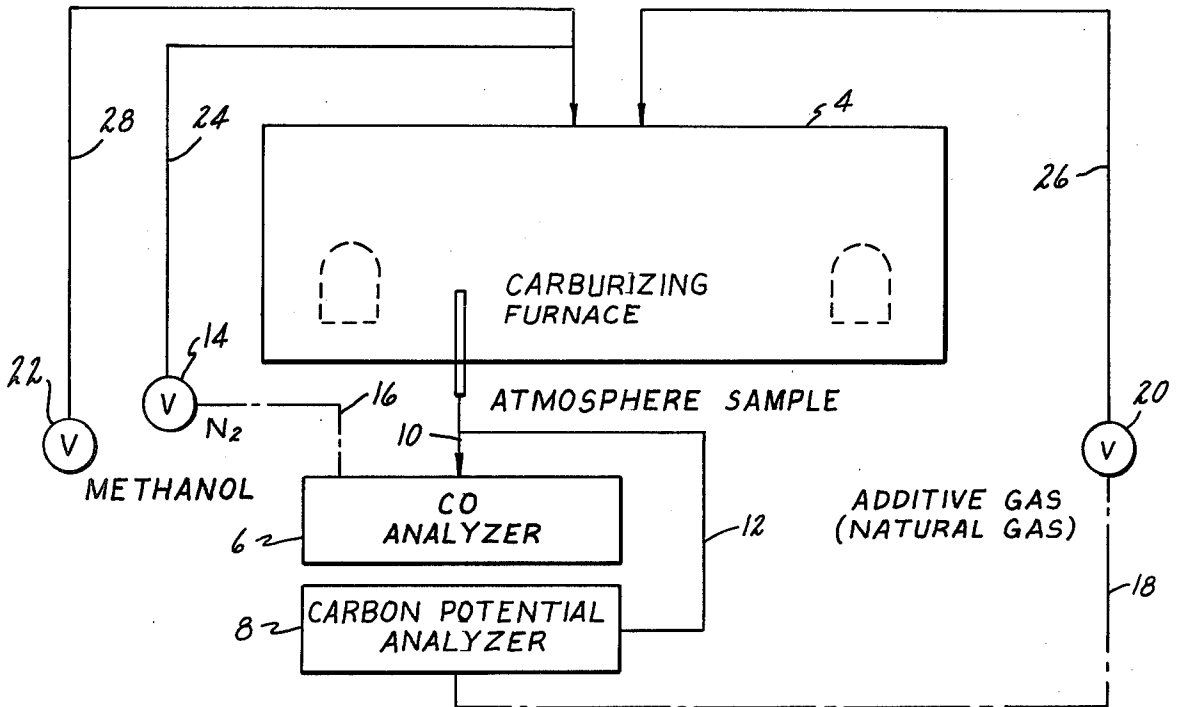 28
24
4
26
CARBURIZING
FURNACE
14
22
V
V
N₂
16
ATMOSPHERE SAMPLE
10
20
V
METHANOL
CO
ANALYZER
6
12
ADDITIVE GAS
(NATURAL GAS)
18
CARBON POTENTIAL
ANALYZER
8